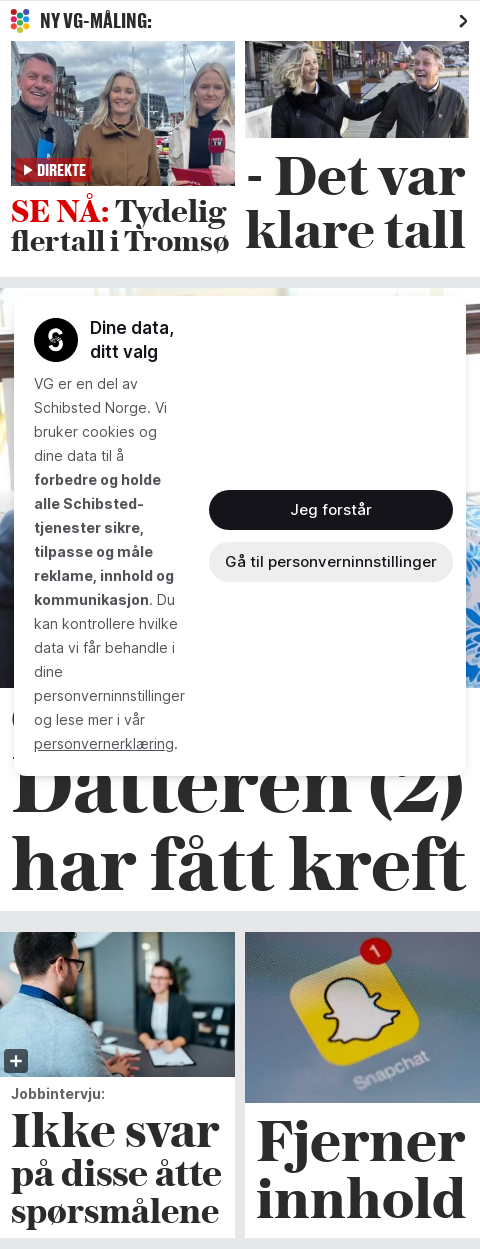 NY VG-MÅLING:
DIREKTE
SE NÅ: Tydelig
flertall i Tromsø
- Det var
klare tall
Dine data,
ditt valg
VG er en del av
Schibsted Norge. Vi
bruker cookies og
dine data til å
forbedre og holde
alle Schibsted-
tjenester sikre,
tilpasse og måle
reklame, innhold og
kommunikasjon. Du
kan kontrollere hvilke
data vi får behandle i
dine
personverninnstillinger
og lese mer i vår
personvernerklæring.
Jeg forstår
Gå til personverninnstillinger
Datteren (2)
har fått kreft
1
Snapchat
Jobbintervju:
Ikke svar
på disse åtte
spørsmålene
Fjerner
innhold